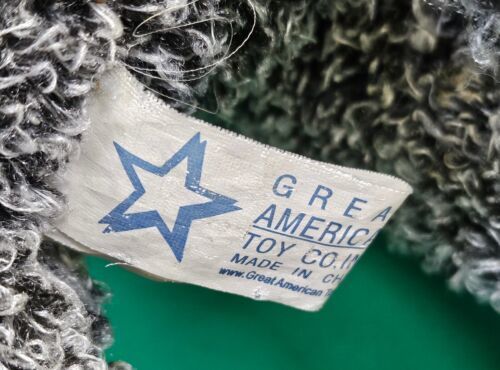 GREA
AMERICA
TOY CO.IN
MADE IN CH
www.GreatAmerican T